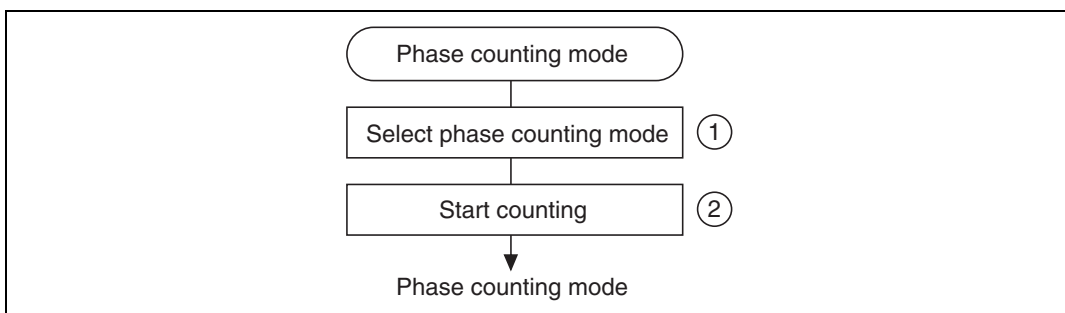 Phase counting mode
Select phase counting mode ①
Start counting ②
Phase counting mode